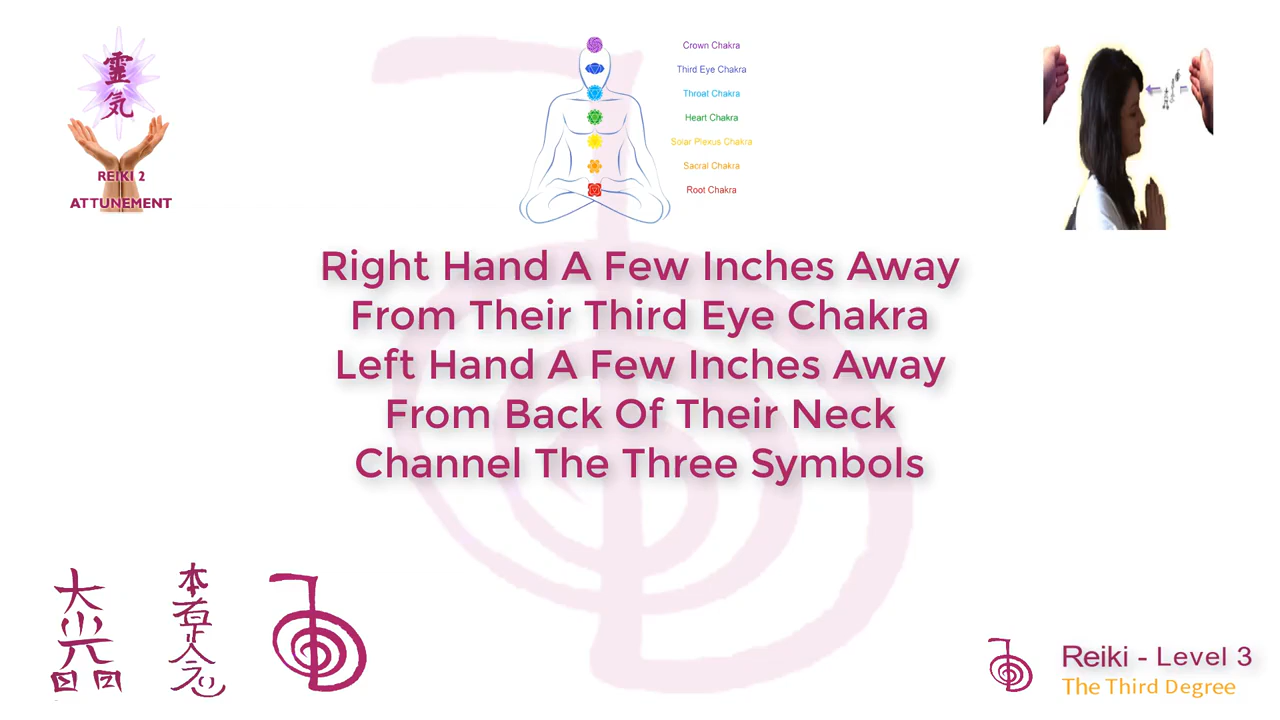 靈
気
REIKI 2
ATTUNEMENT
Crown Chakra
Third Eye Chakra
Throat Chakra
Heart Chakra
Solar Plexus Chakra
Sacral Chakra
Root Chakra
Right Hand A Few Inches Away
From Their Third Eye Chakra
Left Hand A Few Inches Away
From Back Of Their Neck
Channel The Three Symbols
Reiki - Level 3
The Third Degree